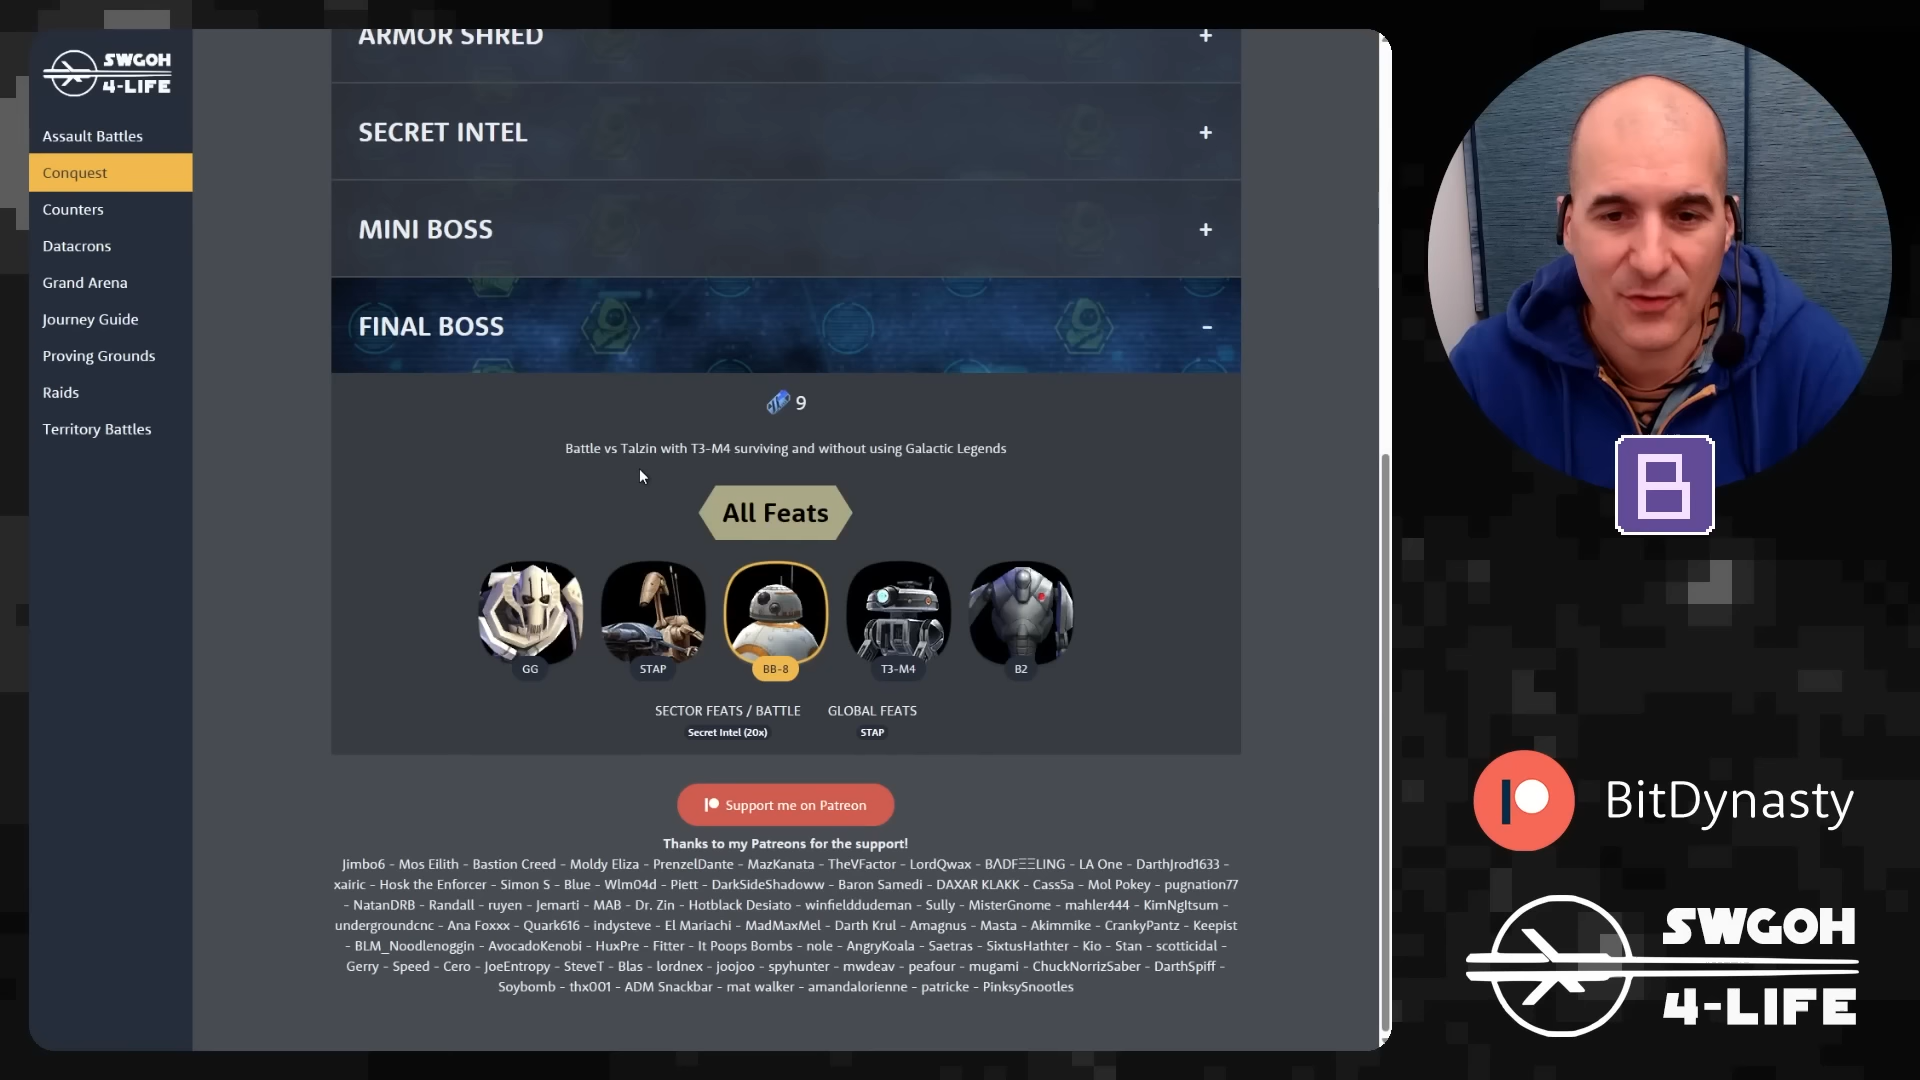 SWGOH
4-LIFE
Assault Battles
Conquest
Counters
Datacrons
Grand Arena
Journey Guide
Proving Grounds
Raids
Territory Battles
ARMOR SHRED +
SECRET INTEL +
MINI BOSS +
FINAL BOSS -
9
Battle vs Talzin with T3-M4 surviving and without using Galactic Legends
All Feats
GG STAP BB-8 T3-M4 B2
SECTOR FEATS / BATTLE GLOBAL FEATS
Secret Intel (20x) STAP
Support me on Patreon
Thanks to my Patreons for the support!
Jimbo6 - Mos Eilith - Bastion Creed - Moldy Eliza - PrenzelDante - MazKanata - TheVFactor - LordQwax - BΛDFΞΞLING - LA One - DarthJrod1633 -
xairic - Hosk the Enforcer - Simon S - Blue - Wlm04d - Piett - DarkSideShadoww - Baron Samedi - DAXAR KLAKK - Cass5a - Mol Pokey - pugnation77
- NatanDRB - Randall - ruyen - Jemarti - MAB - Dr. Zin - Hotblack Desiato - winfielddudeman - Sully - MisterGnome - mahler444 - KimNgItsum -
undergroundcnc - Ana Foxxx - Quark616 - indysteve - El Mariachi - MadMaxMel - Darth Krul - Amagnus - Masta - Akimmike - CrankyPantz - Keepist
- BLM_Noodlenoggin - AvocadoKenobi - HuxPre - Fitter - It Poops Bombs - nole - AngryKoala - Saetras - SixtusHathter - Kio - Stan - scotticidal -
Gerry - Speed - Cero - JoeEntropy - SteveT - Blas - lordnex - joojoo - spyhunter - mwdeav - peafour - mugami - ChuckNorrizSaber - DarthSpiff -
Soybomb - thx001 - ADM Snackbar - mat walker - amandalorienne - patricke - PinksySnootles
B
BitDynasty
SWGOH
4-LIFE